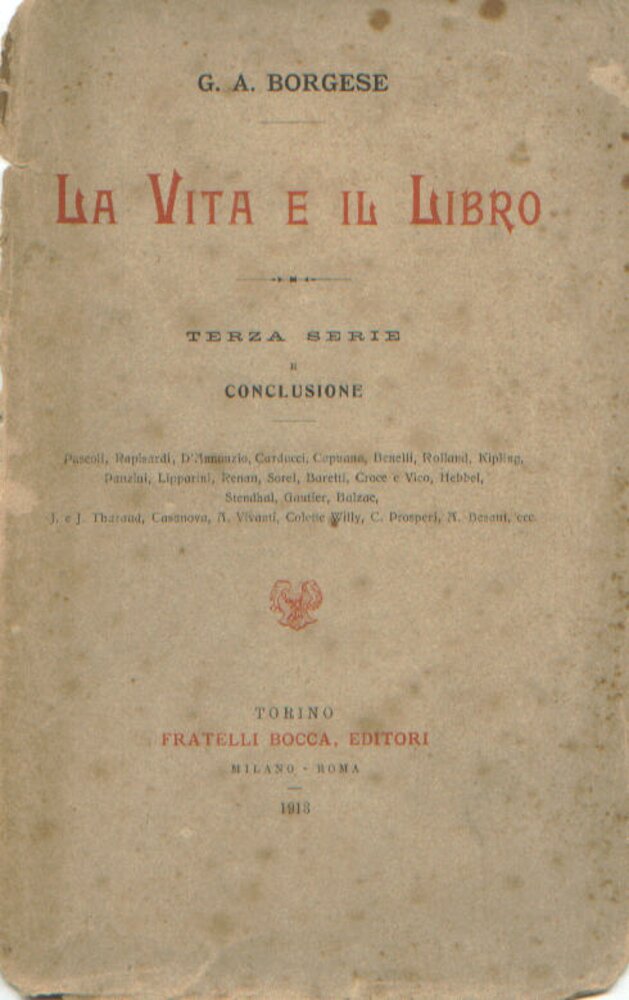 G. A. BORGESE
LA VITA E IL LIBRO
TERZA SERIE
E
CONCLUSIONE
Pascoli, Rapisardi, D'Annunzio, Carducci, Capuana, Benelli, Rolland, Kipling,
Panzini, Lipparini, Renan, Sorel, Baretti, Croce e Vico, Hebbel,
Stendhal, Gautier, Balzac,
J. e J. Tharaud, Casanova, A. Vivanti, Colette Willy, C. Prosperi, A. Besant, ecc.
TORINO
FRATELLI BOCCA, EDITORI
MILANO - ROMA
1913